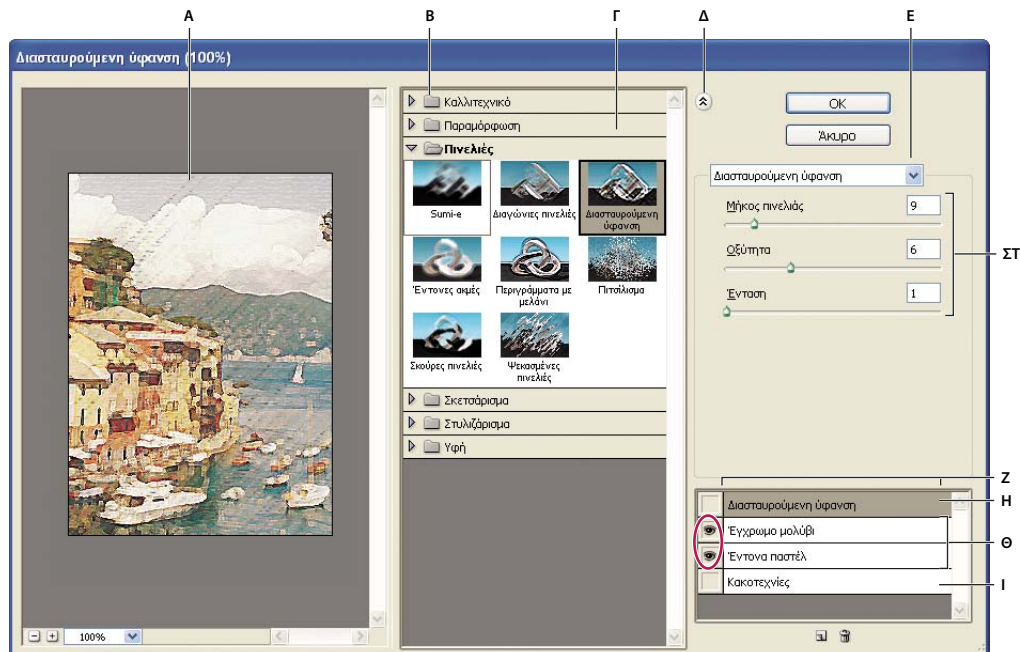 Α Β Γ Δ Ε
Διασταυρούμενη ύφανση (100%)
Καλλιτεχνικό
Παραμόρφωση
Πινελιές
Sumi-e
Διαγώνιες πινελιές
Διασταυρούμενη
ύφανση
Έντονες ακμές
Περιγράμματα με
μελάνι
Πιτσίλισμα
Σκούρες πινελιές
Ψεκασμένες
πινελιές
Σκετσάρισμα
Στυλιζάρισμα
Υφή
100%
OK
Άκυρο
Διασταυρούμενη ύφανση
Μήκος πινελιάς 9
Οξύτητα 6
Ένταση 1
ΣΤ
Ζ
Διασταυρούμενη ύφανση Η
Έγχρωμο μολύβι
Θ
Έντονα παστέλ
Κακοτεχνίες Ι